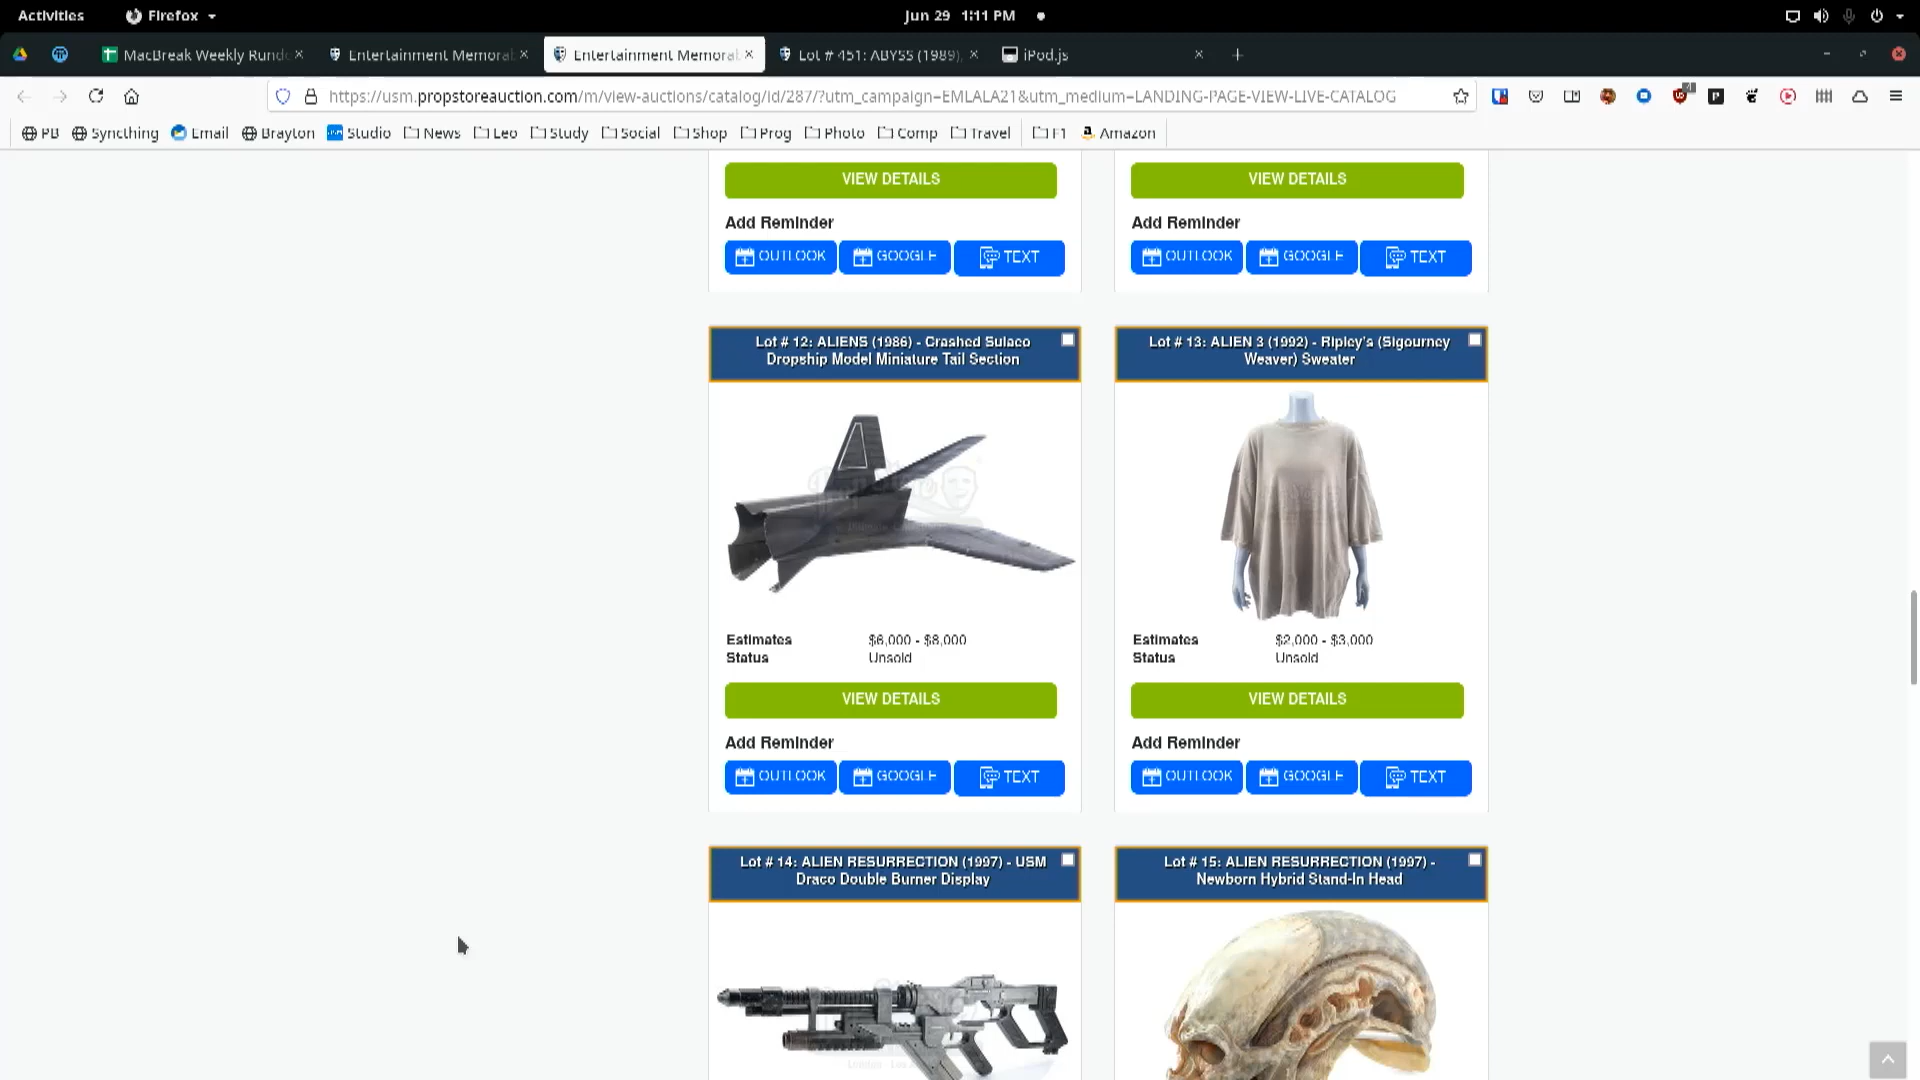 Activities
Firefox
Jun 29 1:11 PM
MacBreak Weekly Rund
Entertainment Memorab
Entertainment Memorab
Lot # 451: ABYSS (1989),
iPod.js
https://usm.propstoreauction.com/m/view-auctions/catalog/id/287/?utm_campaign=EMLALA21&utm_medium=LANDING-PAGE-VIEW-LIVE-CATALOG
PB
Syncthing
Email
Brayton
Studio
News
Leo
Study
Social
Shop
Prog
Photo
Comp
Travel
F1
Amazon
VIEW DETAILS
VIEW DETAILS
Add Reminder
Add Reminder
OUTLOOK GOOGLE TEXT
OUTLOOK GOOGLE TEXT
Lot # 12: ALIENS (1986) - Crashed Sulaco
Dropship Model Miniature Tail Section
Lot # 13: ALIEN 3 (1992) - Ripley's (Sigourney
Weaver) Sweater
Estimates $6,000 - $8,000
Status Unsold
Estimates $2,000 - $3,000
Status Unsold
VIEW DETAILS
VIEW DETAILS
Add Reminder
Add Reminder
OUTLOOK GOOGLE TEXT
OUTLOOK GOOGLE TEXT
Lot # 14: ALIEN RESURRECTION (1997) - USM
Draco Double Burner Display
Lot # 15: ALIEN RESURRECTION (1997) -
Newborn Hybrid Stand-In Head